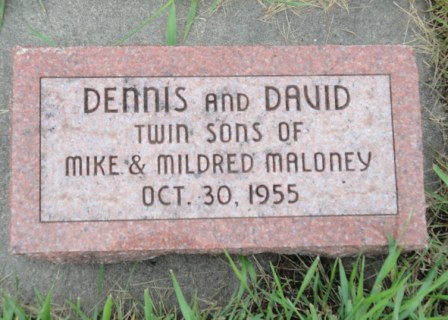 DENNIS AND DAVID
TWIN SONS OF
MIKE & MILDRED MALONEY
OCT. 30, 1955